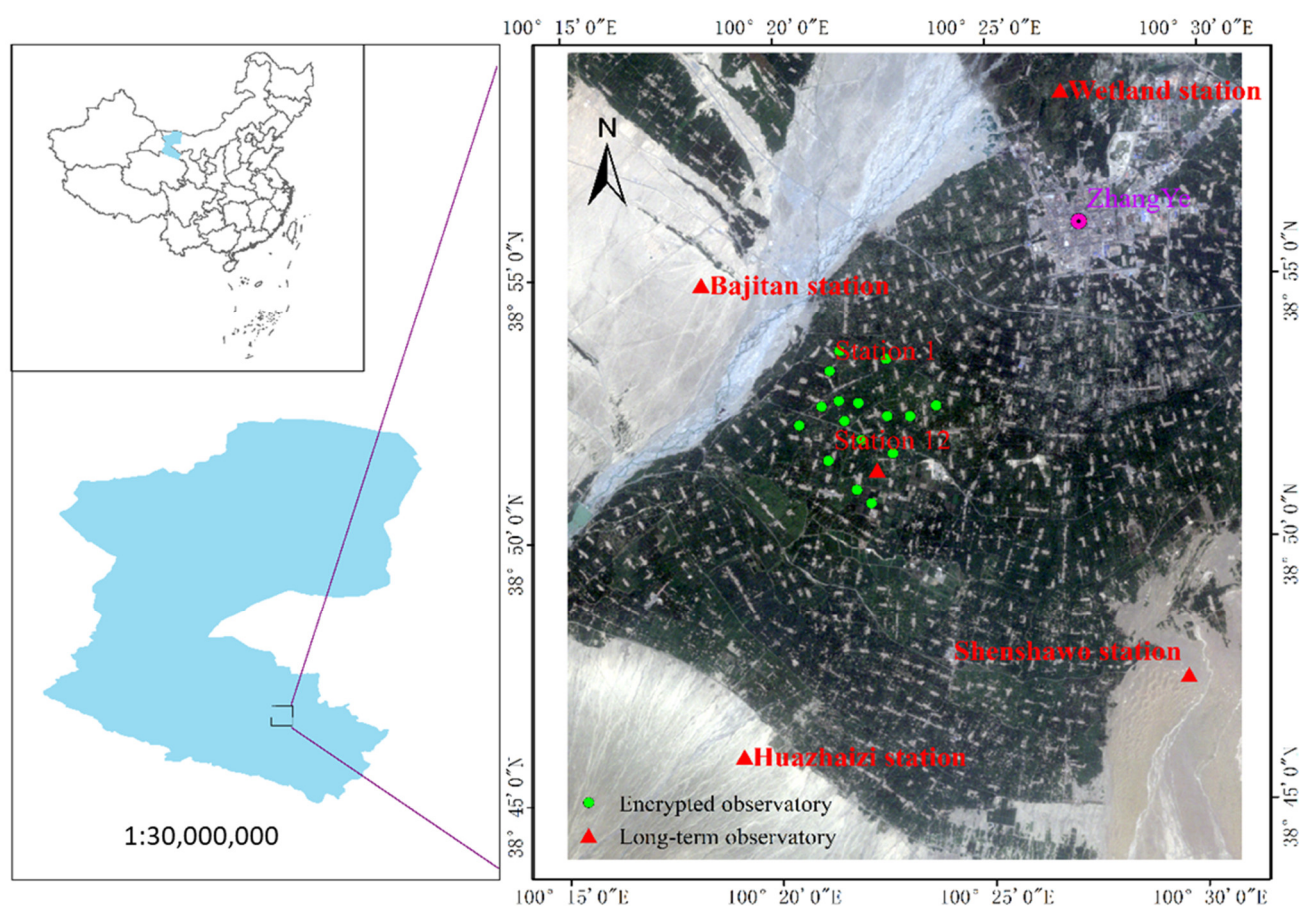 100° 15′ 0″E
100° 20′ 0″E
100° 25′ 0″E
100° 30′ 0″E
Wetland station
N
ZhangYe
38° 55′ 0″N
38° 55′ 0″N
Bajitan station
Station 1
Station 12
38° 50′ 0″N
38° 50′ 0″N
Shenshawo station
Huazhaizi station
38° 45′ 0″N
38° 45′ 0″N
Encrypted observatory
Long-term observatory
1:30,000,000
100° 15′ 0″E
100° 20′ 0″E
100° 25′ 0″E
100° 30′ 0″E